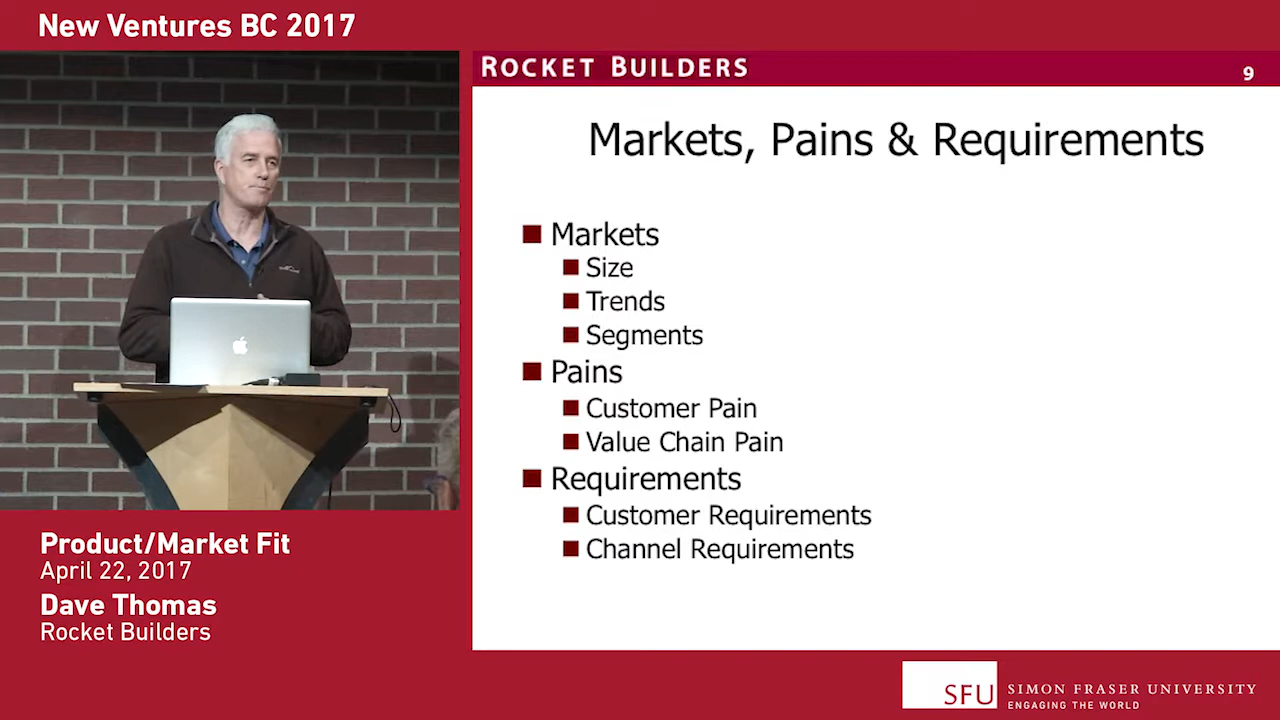 New Ventures BC 2017
ROCKET BUILDERS
9
Markets, Pains & Requirements
Markets
Size
Trends
Segments
Pains
Customer Pain
Value Chain Pain
Requirements
Customer Requirements
Channel Requirements
Product/Market Fit
April 22, 2017
Dave Thomas
Rocket Builders
SFU
SIMON FRASER UNIVERSITY
ENGAGING THE WORLD